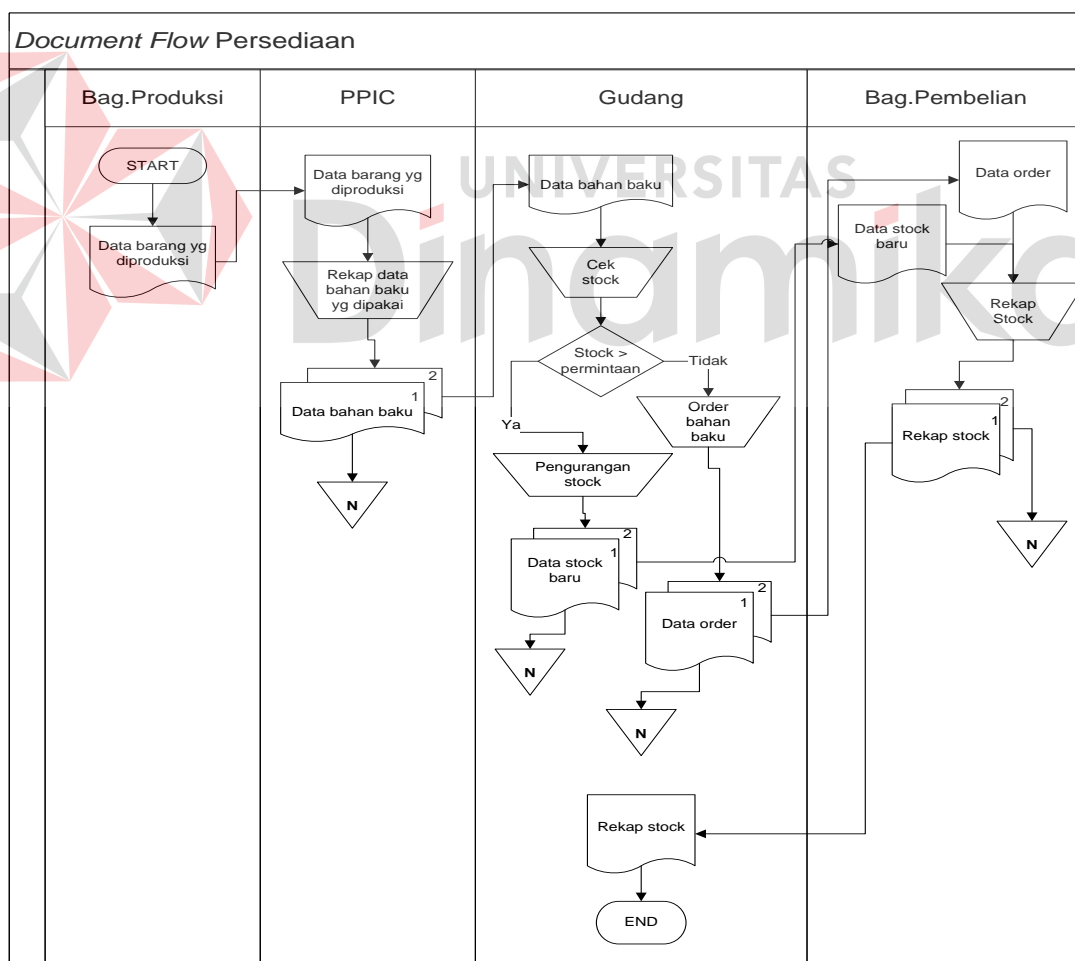 Document Flow Persediaan
Bag.Produksi
PPIC
Gudang
Bag.Pembelian
UNIVERSITAS
Dinamika
START
Data barang yg
diproduksi
Data barang yg
diproduksi
Rekap data
bahan baku
yg dipakai
2
1
Data bahan baku
N
Data bahan baku
Cek
stock
Stock >
permintaan
Tidak
Ya
Order
bahan
baku
Pengurangan
stock
2
1
Data stock
baru
N
2
1
Data order
N
Data order
Data stock
baru
Rekap
Stock
2
1
Rekap stock
N
Rekap stock
END